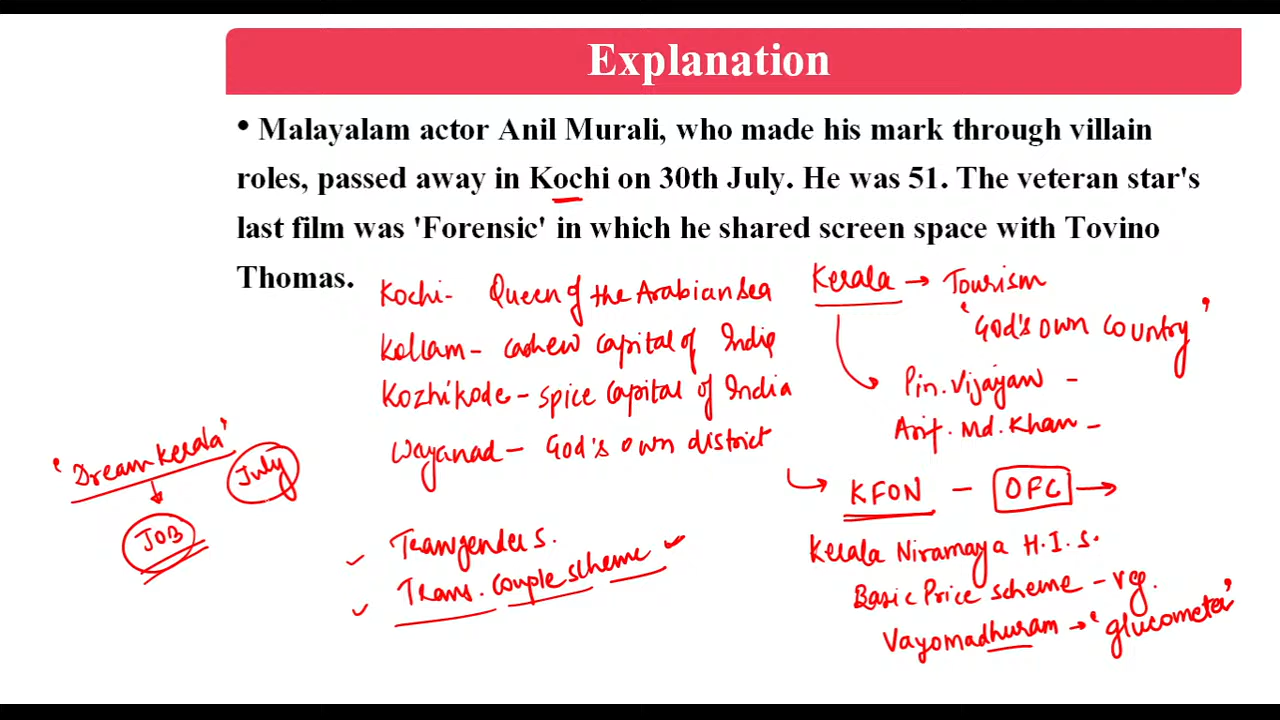 Explanation
• Malayalam actor Anil Murali, who made his mark through villain
roles, passed away in Kochi on 30th July. He was 51. The veteran star's
last film was 'Forensic' in which he shared screen space with Tovino
Thomas.
Kochi- Queen of the Arabian Sea
Kollam - cashew capital of India
Kozhikode - spice capital of India
Wayanad - God's own district
Kerala → Tourism
'God's own country'
Pin. Vijayan -
Arif. Md. Khan -
'Dream Kerala'
July
JOB
KFON - OFC →
Transgenders.
Trans. couple scheme
Kerala Niramaya H.I.S.
Basic Price scheme - veg.
Vayomadhuram → 'glucometer'